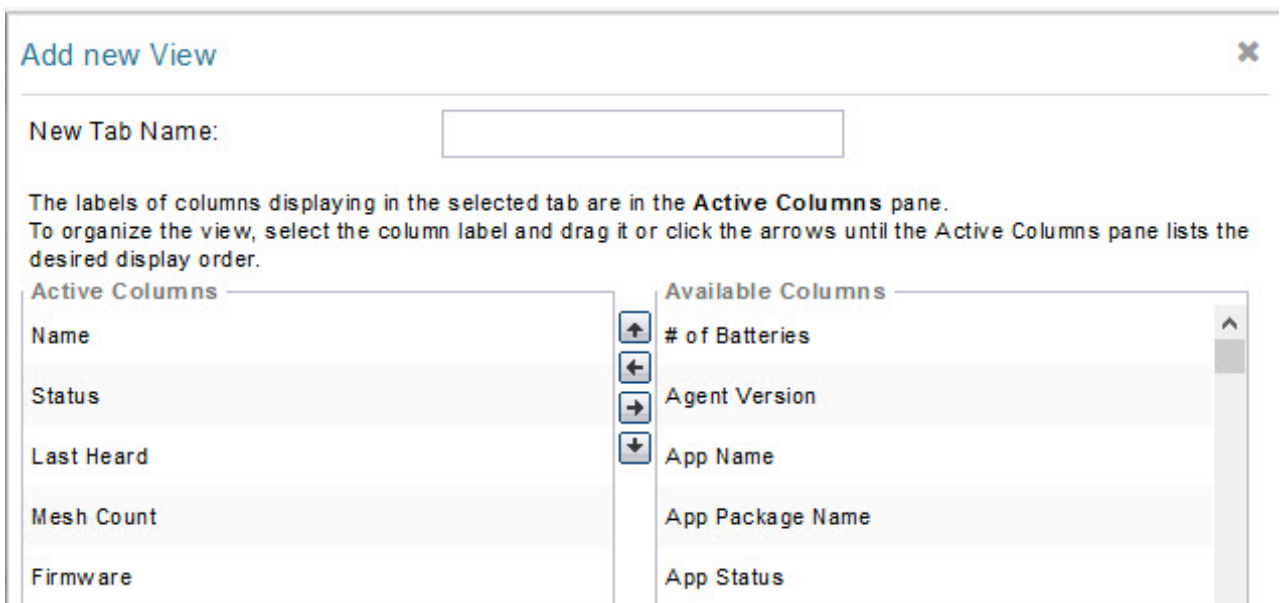 Add new View
New Tab Name:
The labels of columns displaying in the selected tab are in the Active Columns pane.
To organize the view, select the column label and drag it or click the arrows until the Active Columns pane lists the
desired display order.
Active Columns
Name
Status
Last Heard
Mesh Count
Firmware
Available Columns
# of Batteries
Agent Version
App Name
App Package Name
App Status